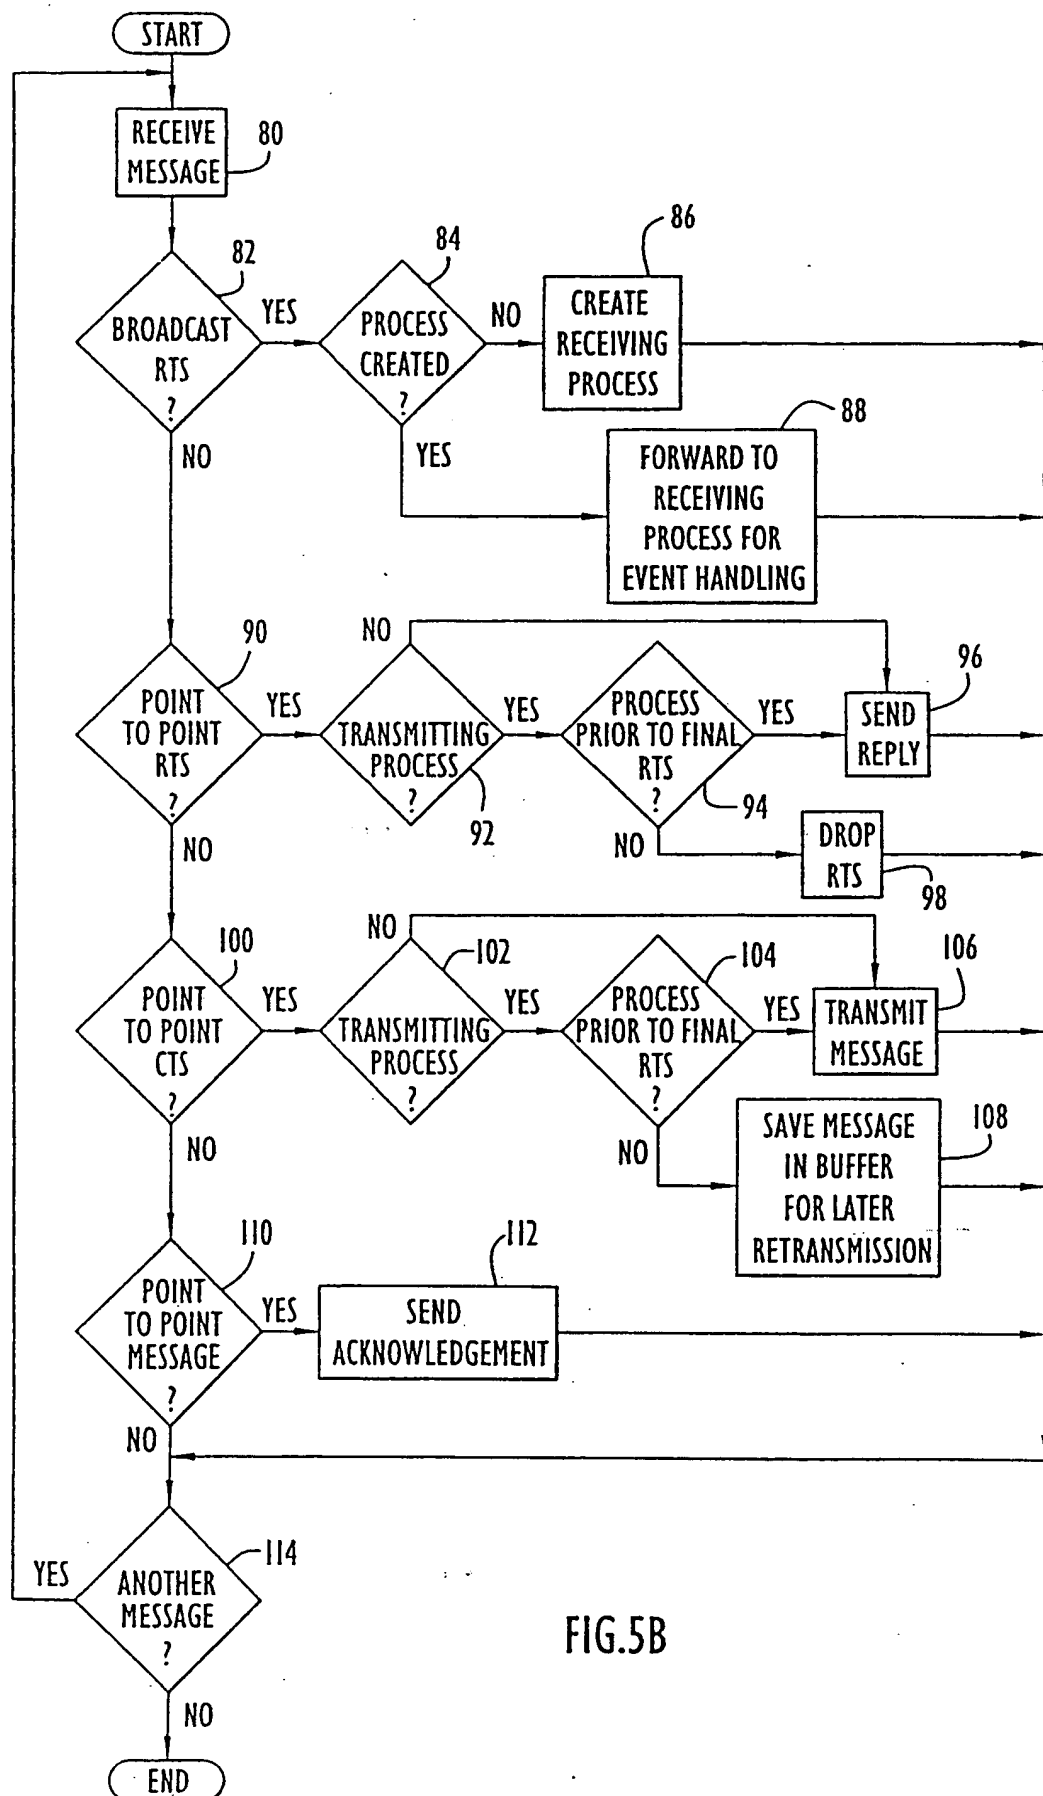 START
RECEIVE
MESSAGE
80
82
BROADCAST
RTS
?
YES
NO
84
PROCESS
CREATED
?
NO
YES
86
CREATE
RECEIVING
PROCESS
88
FORWARD TO
RECEIVING
PROCESS FOR
EVENT HANDLING
90
POINT
TO POINT
RTS
?
YES
NO
NO
TRANSMITTING
PROCESS
?
92
YES
PROCESS
PRIOR TO FINAL
RTS
?
94
YES
NO
96
SEND
REPLY
DROP
RTS
98
100
POINT
TO POINT
CTS
?
YES
NO
NO
102
TRANSMITTING
PROCESS
?
YES
104
PROCESS
PRIOR TO FINAL
RTS
?
YES
NO
106
TRANSMIT
MESSAGE
108
SAVE MESSAGE
IN BUFFER
FOR LATER
RETRANSMISSION
110
POINT
TO POINT
MESSAGE
?
YES
NO
112
SEND
ACKNOWLEDGEMENT
114
ANOTHER
MESSAGE
?
YES
NO
END
FIG.5B